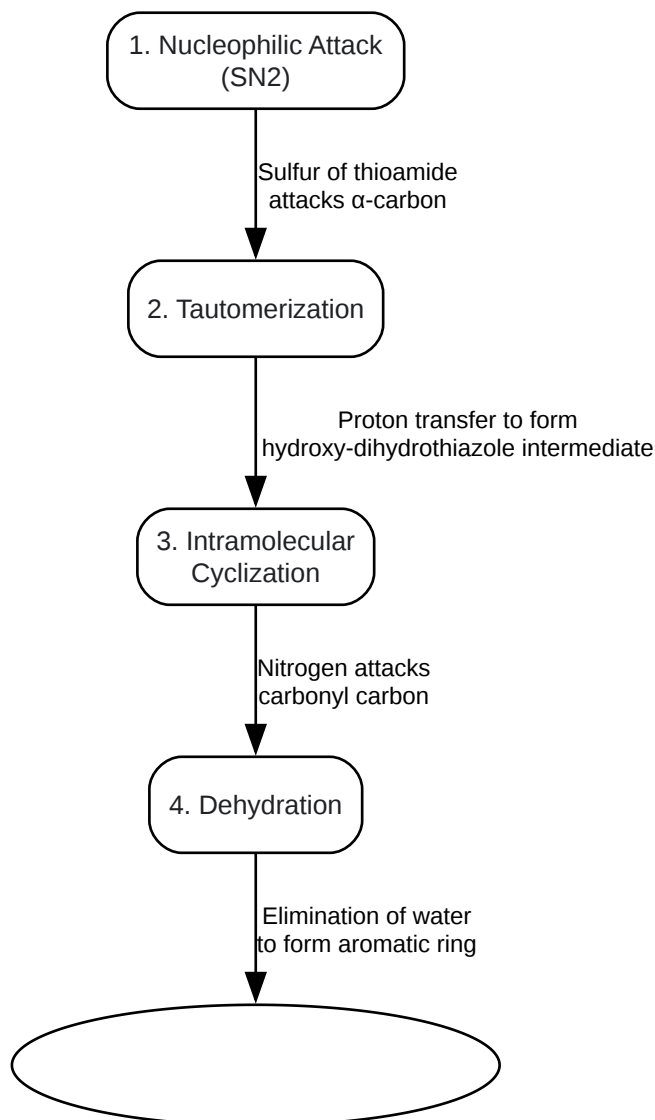 1. Nucleophilic Attack
(SN2)
Sulfur of thioamide
attacks α-carbon
2. Tautomerization
Proton transfer to form
hydroxy-dihydrothiazole intermediate
3. Intramolecular
Cyclization
Nitrogen attacks
carbonyl carbon
4. Dehydration
Elimination of water
to form aromatic ring